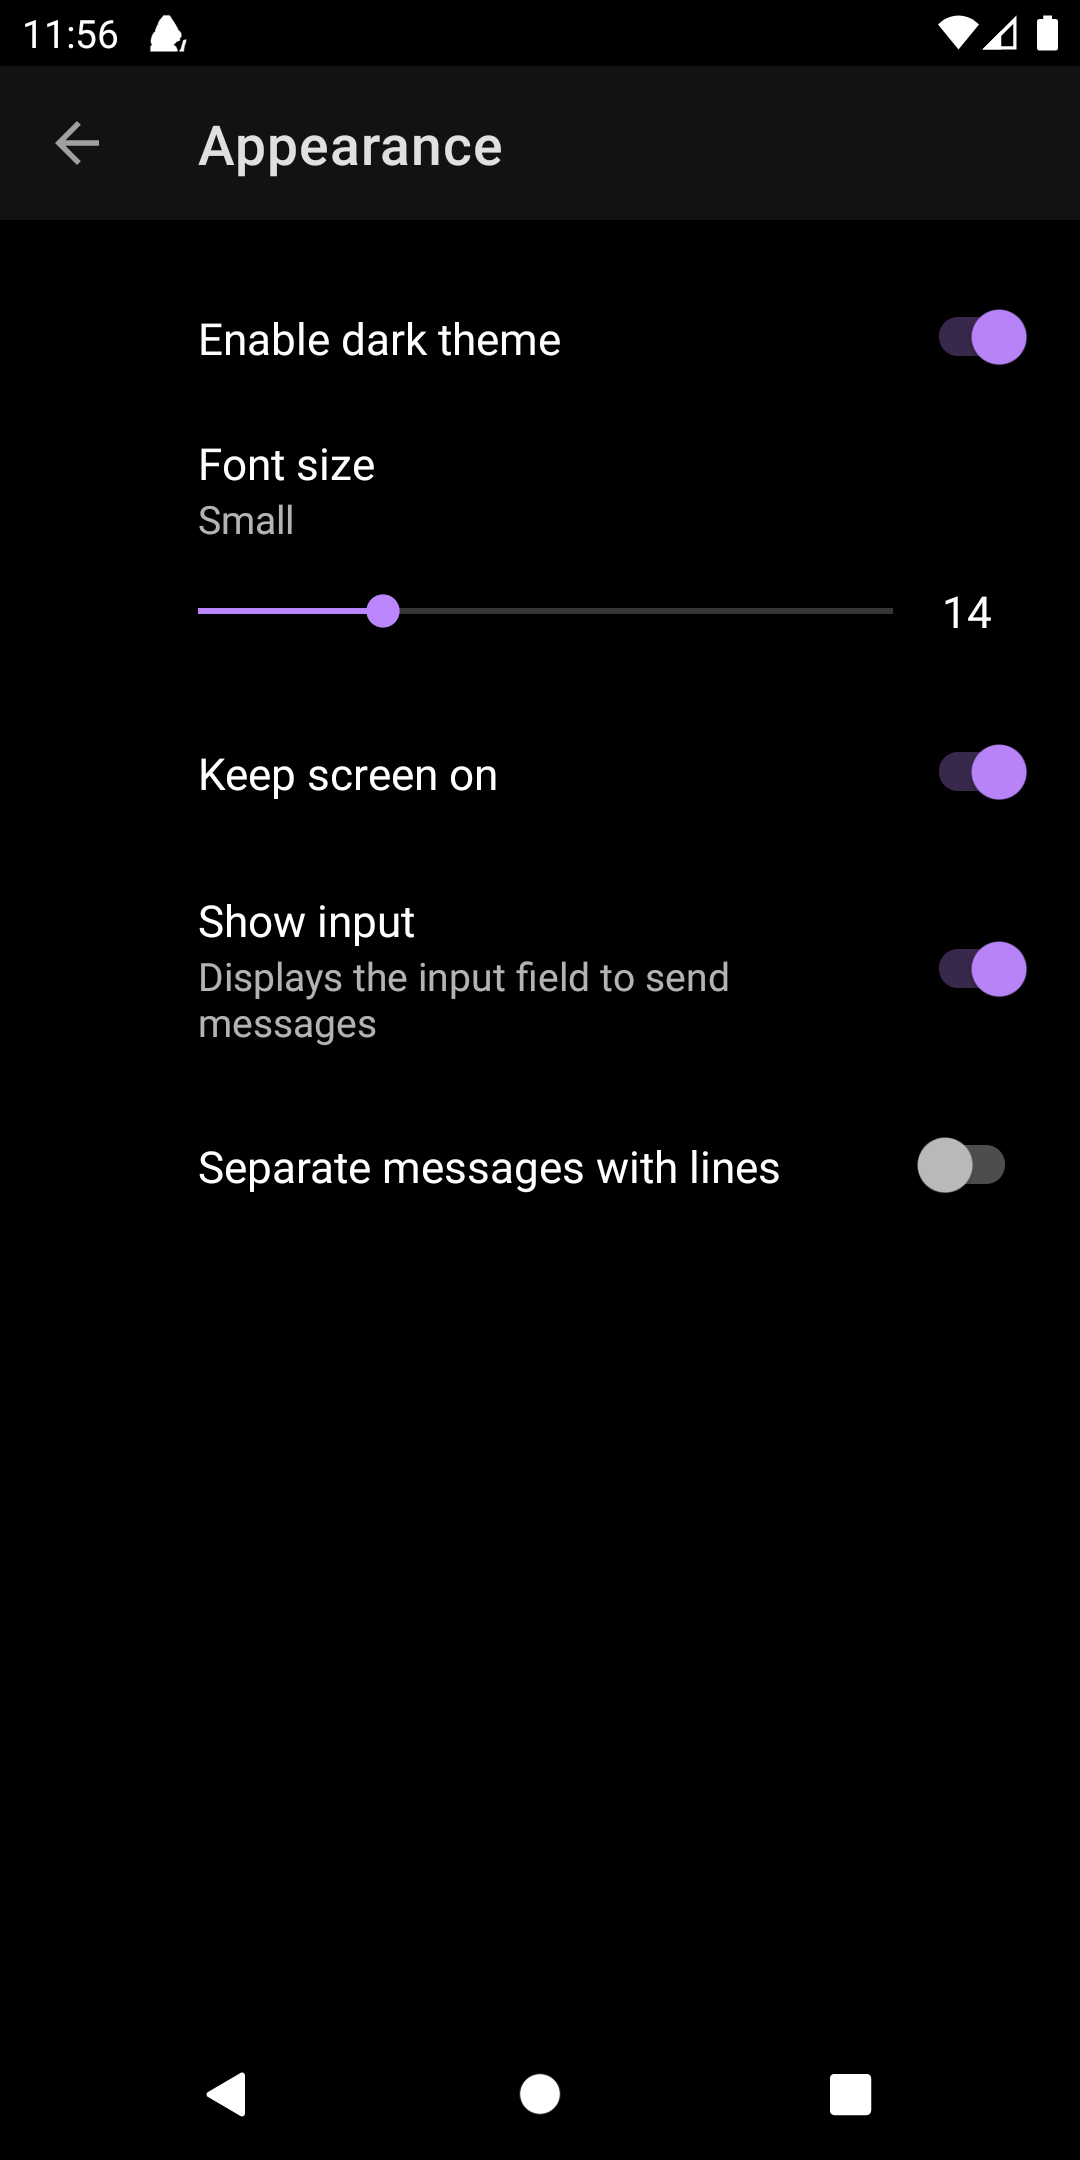 11:56
Appearance
Enable dark theme
Font size
Small
14
Keep screen on
Show input
Displays the input field to send
messages
Separate messages with lines